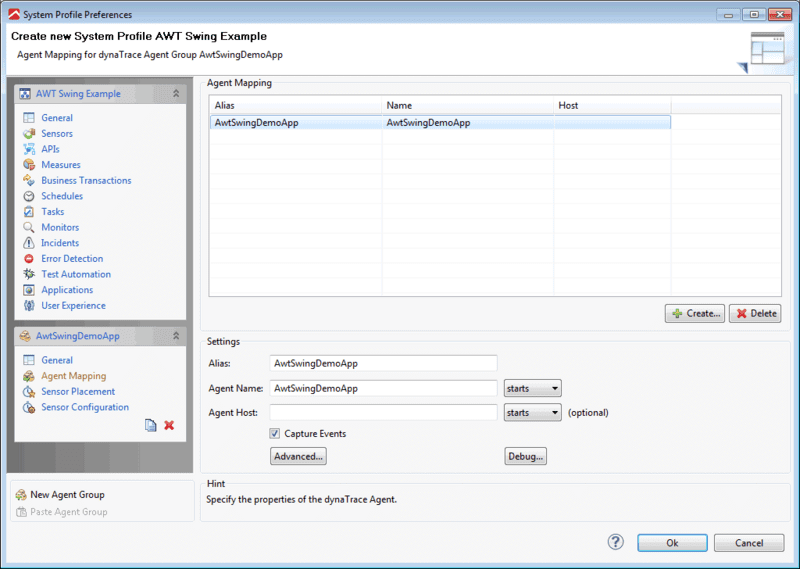 System Profile Preferences
Create new System Profile AWT Swing Example
Agent Mapping for dynaTrace Agent Group AwtSwingDemoApp
AWT Swing Example
General
Sensors
APIs
Measures
Business Transactions
Schedules
Tasks
Monitors
Incidents
Error Detection
Test Automation
Applications
User Experience
AwtSwingDemoApp
General
Agent Mapping
Sensor Placement
Sensor Configuration
New Agent Group
Paste Agent Group
Agent Mapping
Alias Name Host
AwtSwingDemoApp AwtSwingDemoApp
Create... Delete
Settings
Alias: AwtSwingDemoApp
Agent Name: AwtSwingDemoApp starts
Agent Host: starts (optional)
Capture Events
Advanced... Debug...
Hint
Specify the properties of the dynaTrace Agent.
? Ok Cancel